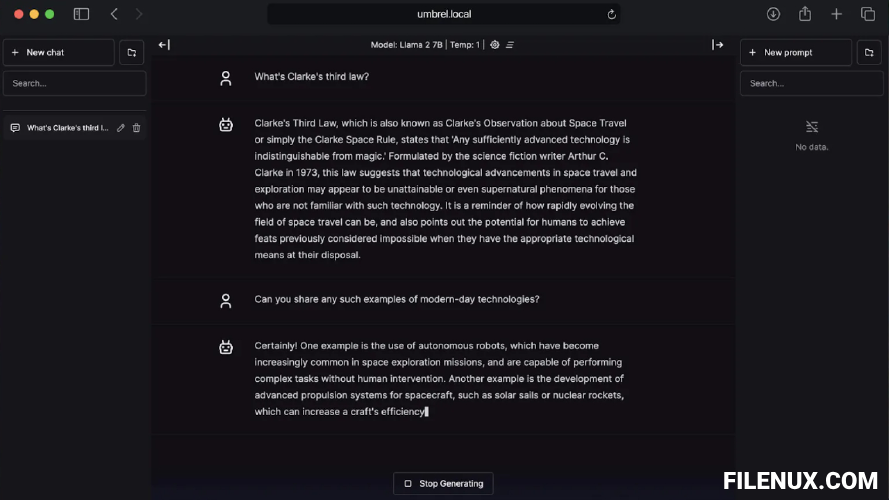 umbrel.local
New chat
Model: Llama 2 7B | Temp: 1 |
New prompt
Search...
Search...
What's Clarke's third l...
No data.
What's Clarke's third law?
Clarke's Third Law, which is also known as Clarke's Observation about Space Travel
or simply the Clarke Space Rule, states that 'Any sufficiently advanced technology is
indistinguishable from magic.' Formulated by the science fiction writer Arthur C.
Clarke in 1973, this law suggests that technological advancements in space travel and
exploration may appear to be unattainable or even supernatural phenomena for those
who are not familiar with such technology. It is a reminder of how rapidly evolving the
field of space travel can be, and also points out the potential for humans to achieve
feats previously considered impossible when they have the appropriate technological
means at their disposal.
Can you share any such examples of modern-day technologies?
Certainly! One example is the use of autonomous robots, which have become
increasingly common in space exploration missions, and are capable of performing
complex tasks without human intervention. Another example is the development of
advanced propulsion systems for spacecraft, such as solar sails or nuclear rockets,
which can increase a craft's efficiency
Stop Generating
FILENUX.COM